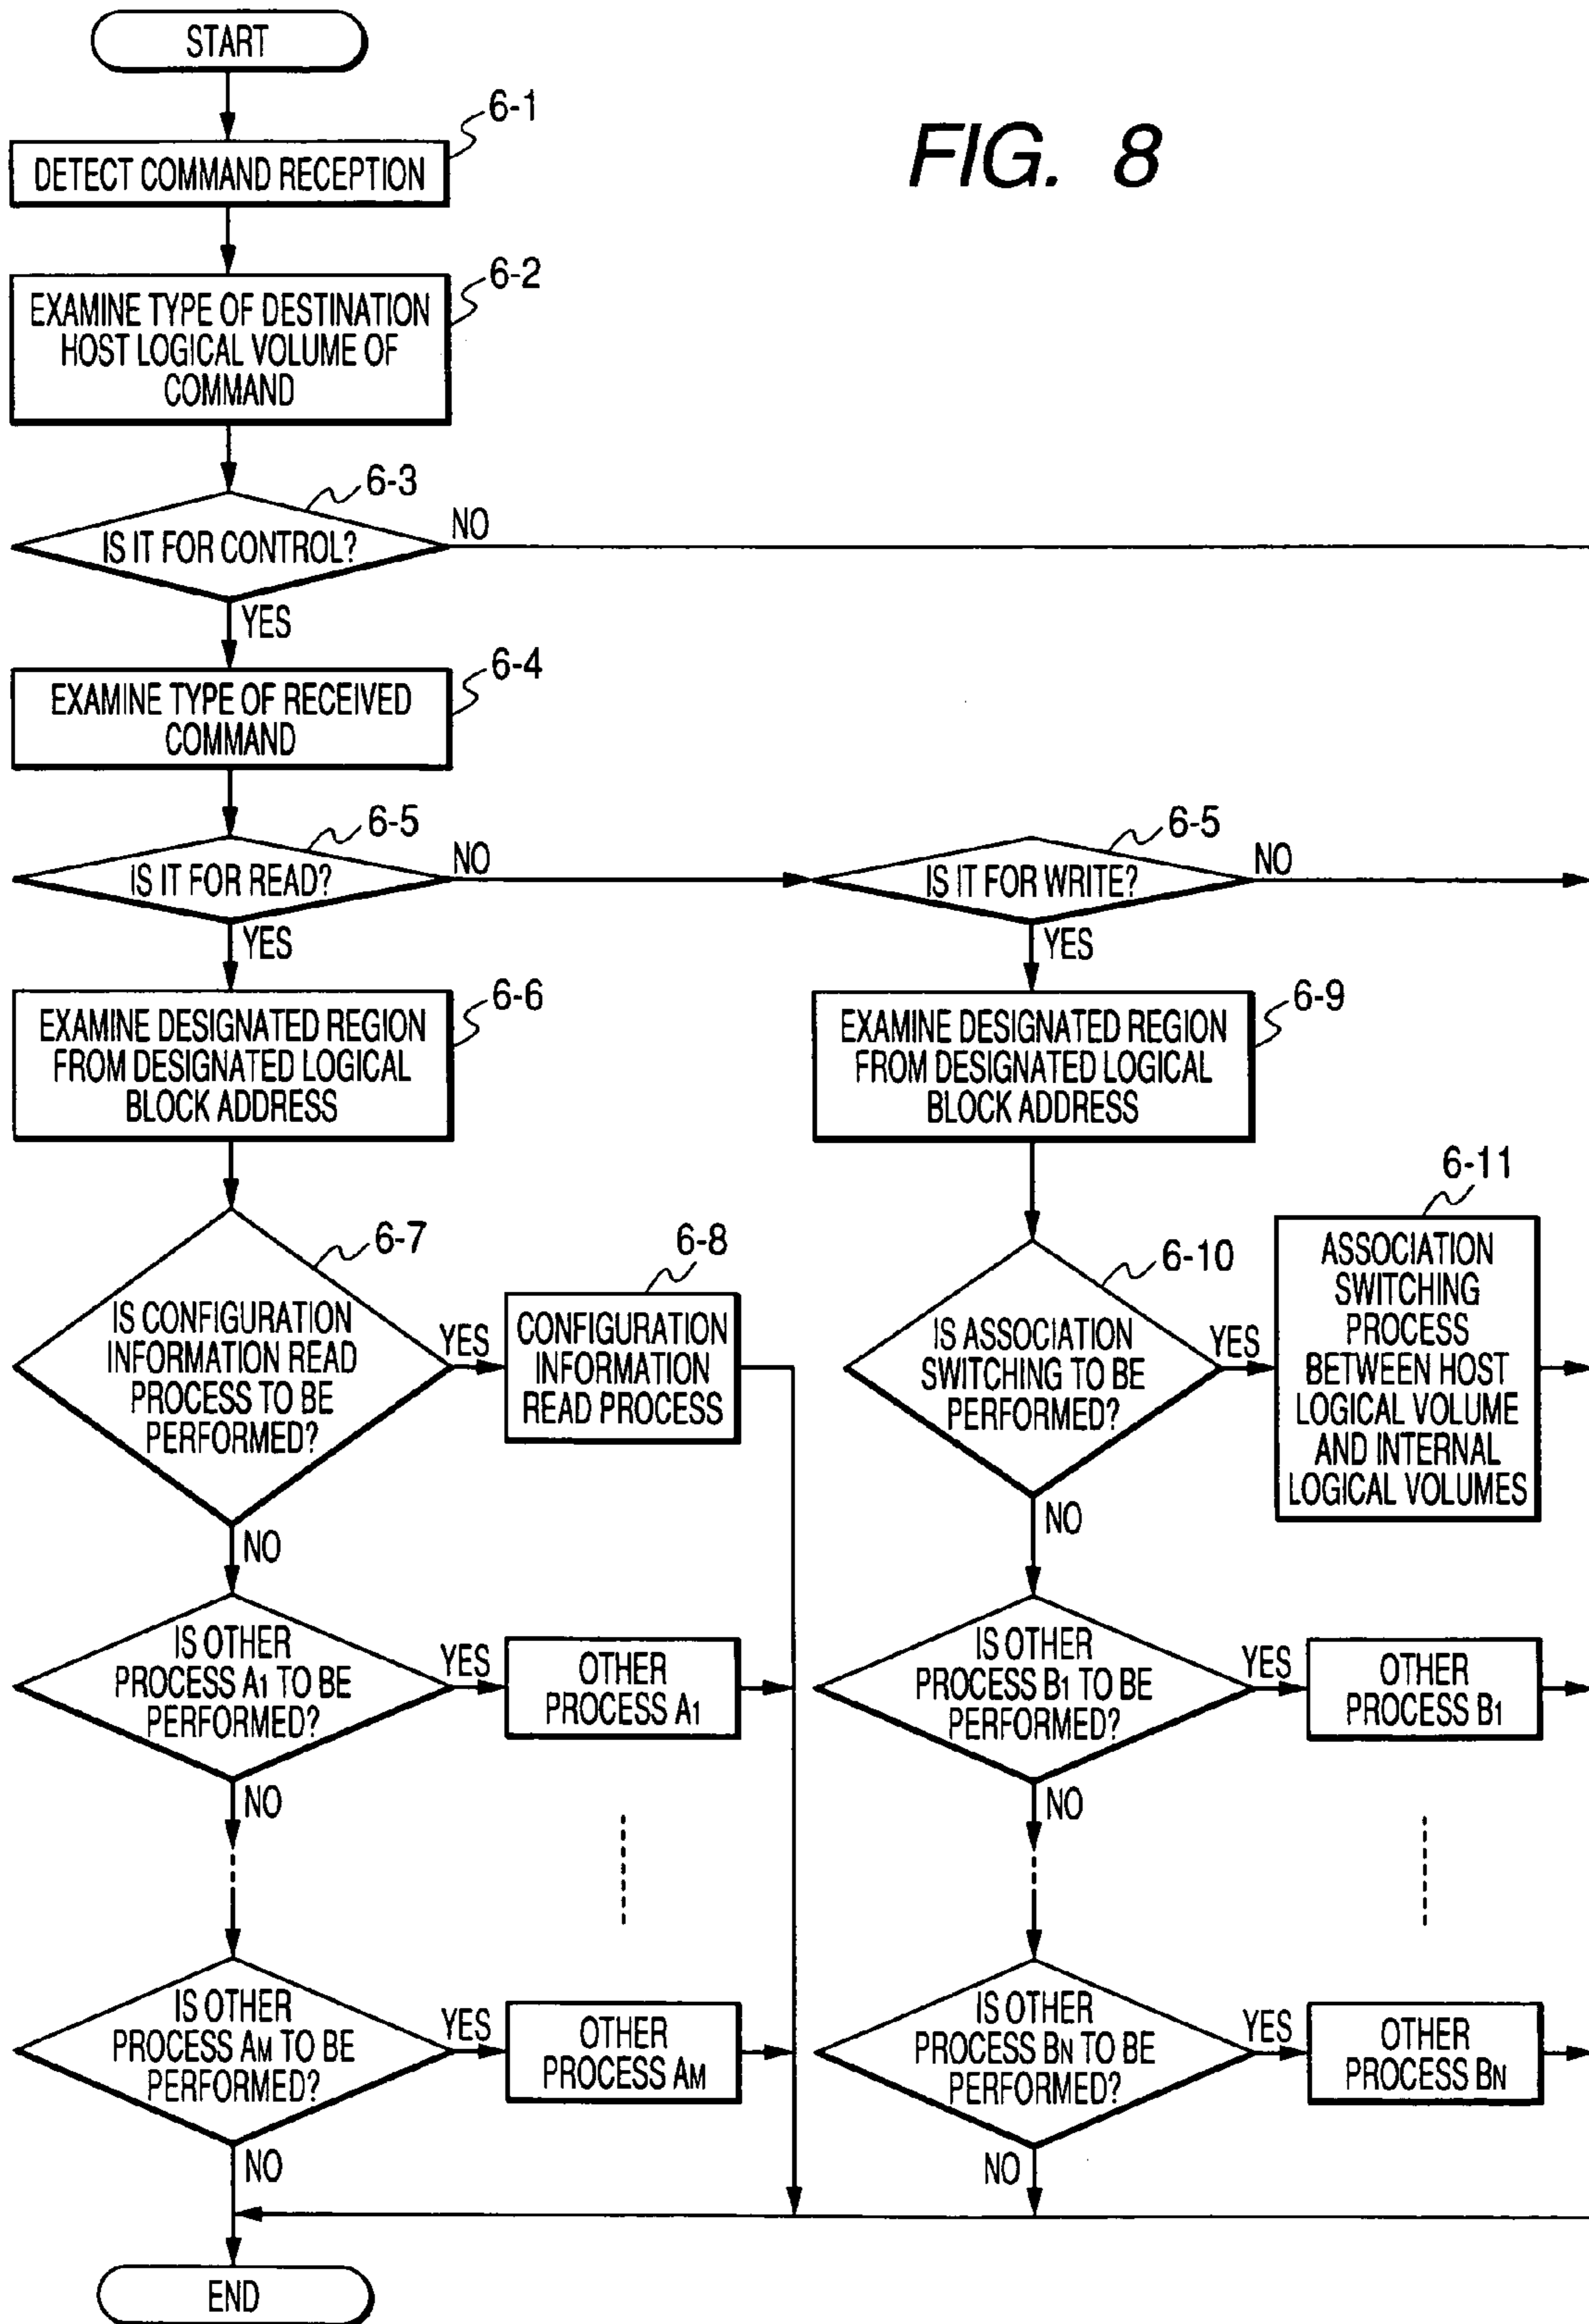 START
FIG. 8
6-1
DETECT COMMAND RECEPTION
6-2
EXAMINE TYPE OF DESTINATION
HOST LOGICAL VOLUME OF
COMMAND
6-3
IS IT FOR CONTROL?
NO
YES
6-4
EXAMINE TYPE OF RECEIVED
COMMAND
6-5
IS IT FOR READ?
NO
YES
6-5
IS IT FOR WRITE?
NO
YES
6-6
EXAMINE DESIGNATED REGION
FROM DESIGNATED LOGICAL
BLOCK ADDRESS
6-7
IS CONFIGURATION
INFORMATION READ
PROCESS TO BE
PERFORMED?
YES
6-8
CONFIGURATION
INFORMATION
READ PROCESS
NO
IS OTHER
PROCESS A1 TO BE
PERFORMED?
YES
OTHER
PROCESS A1
NO
IS OTHER
PROCESS AM TO BE
PERFORMED?
YES
OTHER
PROCESS AM
NO
6-9
EXAMINE DESIGNATED REGION
FROM DESIGNATED LOGICAL
BLOCK ADDRESS
6-10
IS ASSOCIATION
SWITCHING TO BE
PERFORMED?
YES
6-11
ASSOCIATION
SWITCHING
PROCESS
BETWEEN HOST
LOGICAL VOLUME
AND INTERNAL
LOGICAL VOLUMES
NO
IS OTHER
PROCESS B1 TO BE
PERFORMED?
YES
OTHER
PROCESS B1
NO
IS OTHER
PROCESS BN TO BE
PERFORMED?
YES
OTHER
PROCESS BN
NO
END